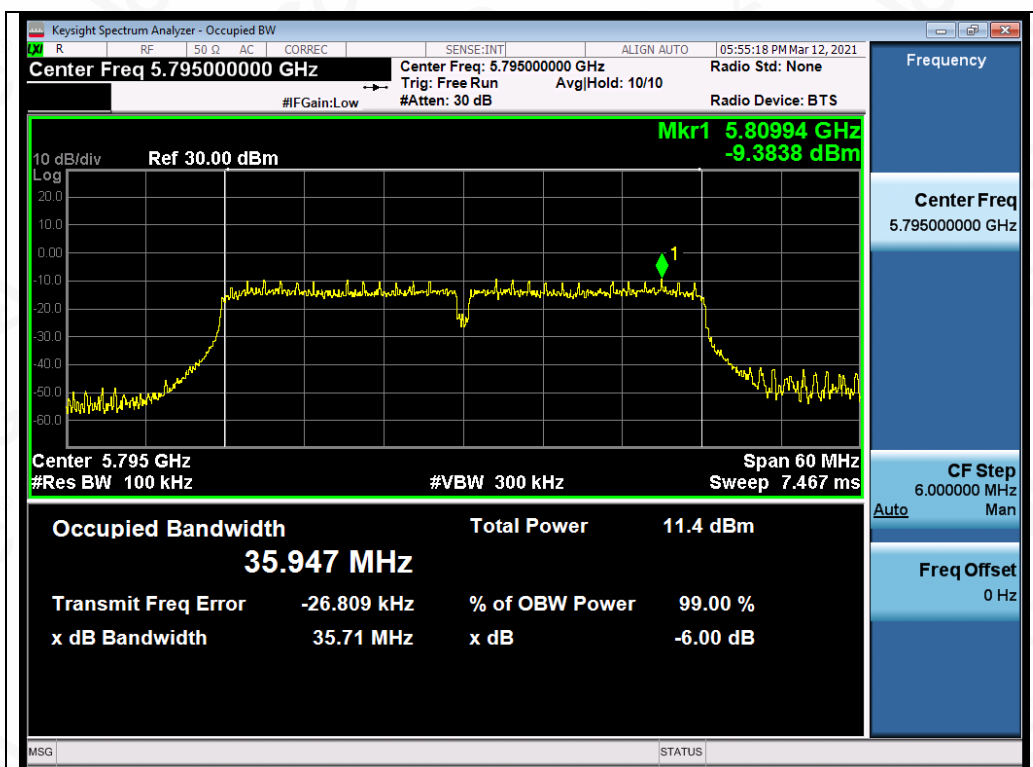 Keysight Spectrum Analyzer - Occupied BW
LXI R RF 50 Ω AC CORREC SENSE:INT ALIGN AUTO 05:55:18 PM Mar 12, 2021
Center Freq 5.795000000 GHz
Center Freq: 5.795000000 GHz
Radio Std: None
Trig: Free Run Avg|Hold: 10/10
#IFGain:Low
#Atten: 30 dB
Radio Device: BTS
Mkr1 5.80994 GHz
-9.3838 dBm
10 dB/div Ref 30.00 dBm
Log
20.0
10.0
0.00
-10.0
-20.0
-30.0
-40.0
-50.0
-60.0
1
Center 5.795 GHz Span 60 MHz
#Res BW 100 kHz #VBW 300 kHz Sweep 7.467 ms
Occupied Bandwidth Total Power 11.4 dBm
35.947 MHz
Transmit Freq Error -26.809 kHz % of OBW Power 99.00 %
x dB Bandwidth 35.71 MHz x dB -6.00 dB
Frequency
Center Freq
5.795000000 GHz
CF Step
6.000000 MHz
Auto Man
Freq Offset
0 Hz
MSG STATUS